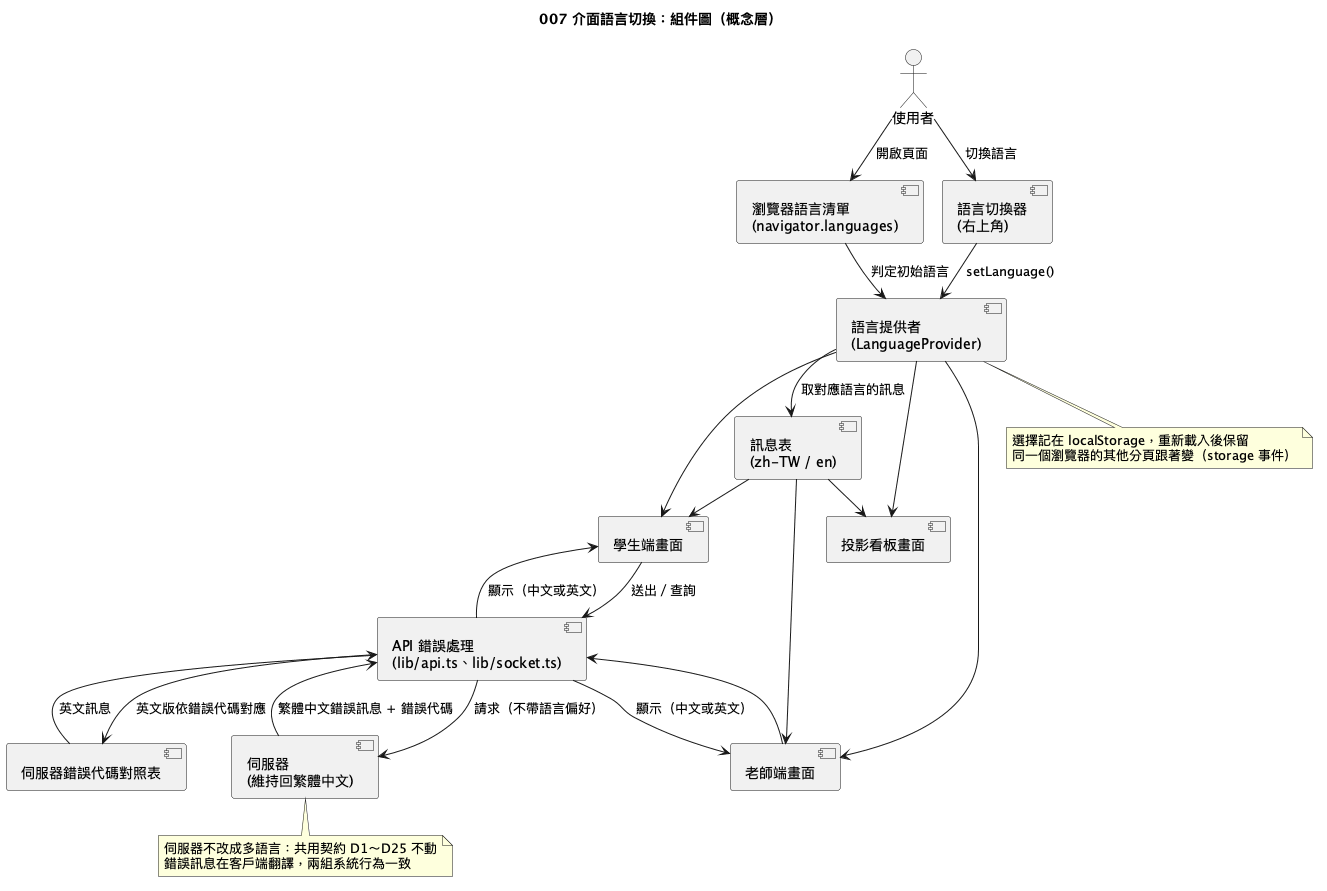 007 介面語言切換：組件圖（概念層）
使用者
開啟頁面
切換語言
瀏覽器語言清單
(navigator.languages)
語言切換器
(右上角)
判定初始語言
setLanguage()
語言提供者
(LanguageProvider)
取對應語言的訊息
選擇記在 localStorage，重新載入後保留
同一個瀏覽器的其他分頁跟著變（storage 事件）
訊息表
(zh-TW / en)
學生端畫面
投影看板畫面
顯示（中文或英文）
送出 / 查詢
API 錯誤處理
(lib/api.ts、lib/socket.ts)
英文訊息
英文版依錯誤代碼對應
繁體中文錯誤訊息 + 錯誤代碼
請求（不帶語言偏好）
顯示（中文或英文）
伺服器錯誤代碼對照表
伺服器
(維持回繁體中文)
老師端畫面
伺服器不改成多語言：共用契約 D1～D25 不動
錯誤訊息在客戶端翻譯，兩組系統行為一致